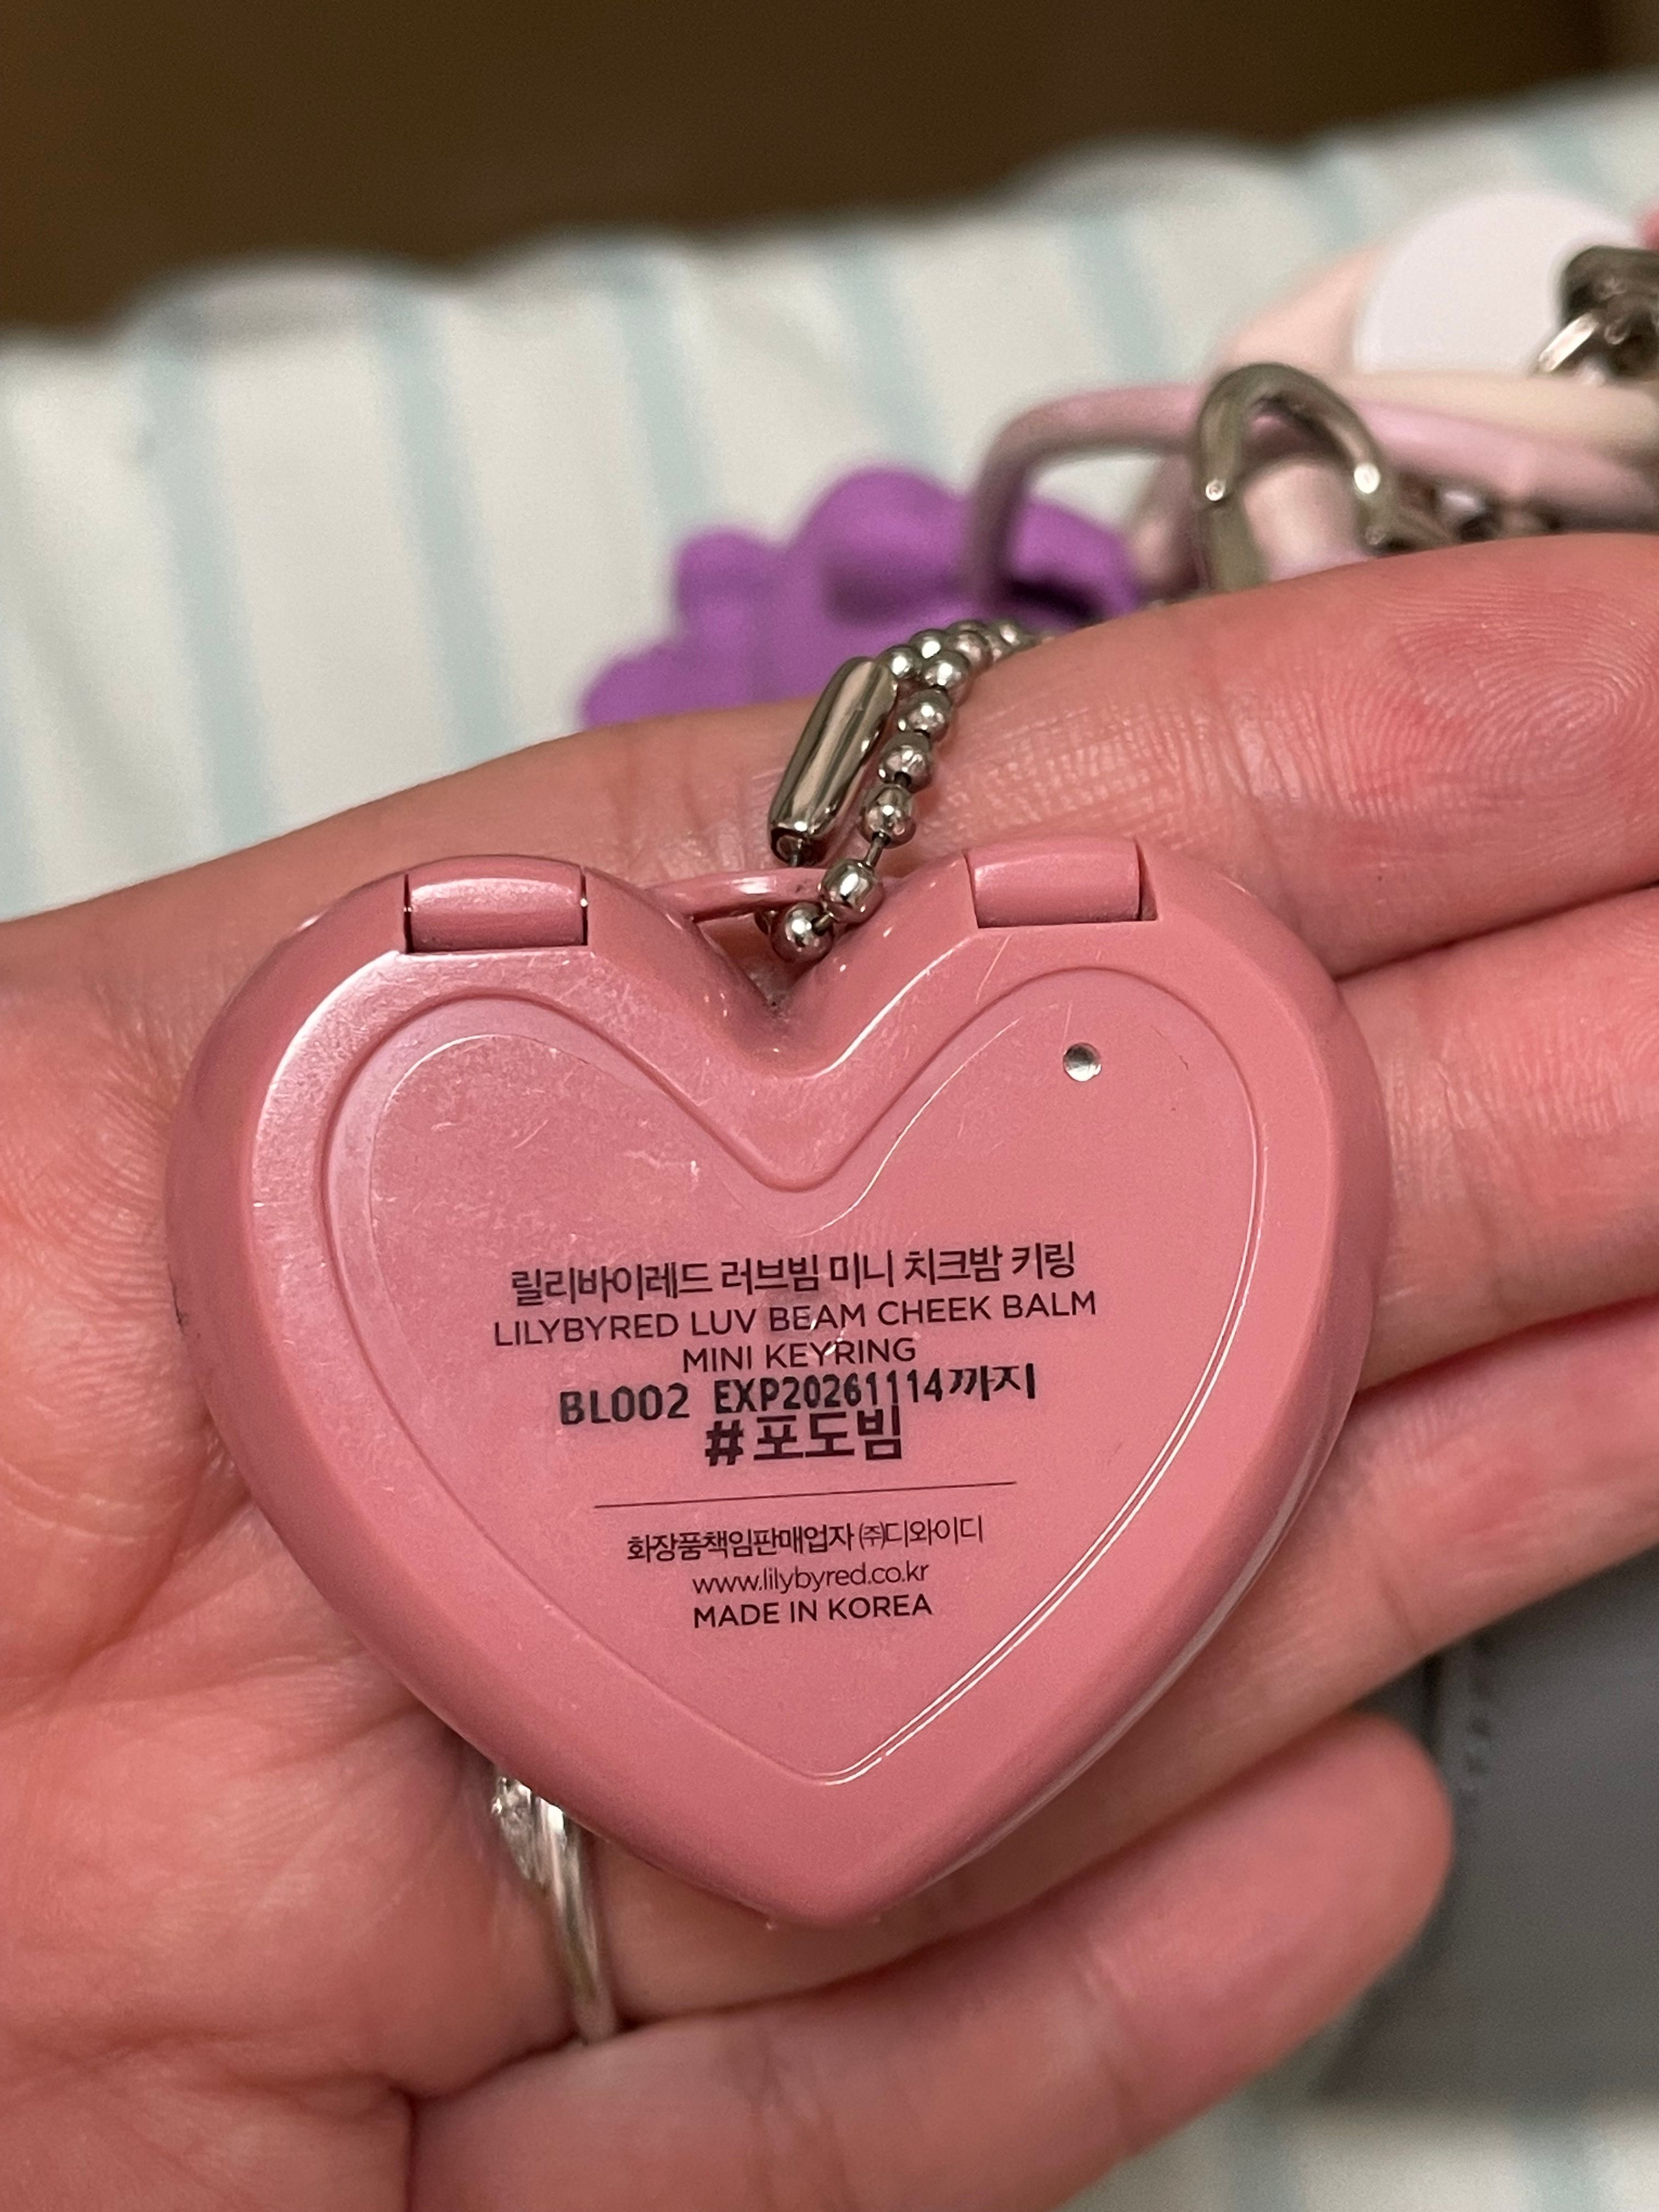 릴리바이레드 러브빔 미니 치크밤 키링
LILYBYRED LUV BEAM CHEEK BALM
MINI KEYRING
BL002 EXP20261114까지
#포도빔
화장품책임판매업자 ㈜디와이디
www.lilybyred.co.kr
MADE IN KOREA